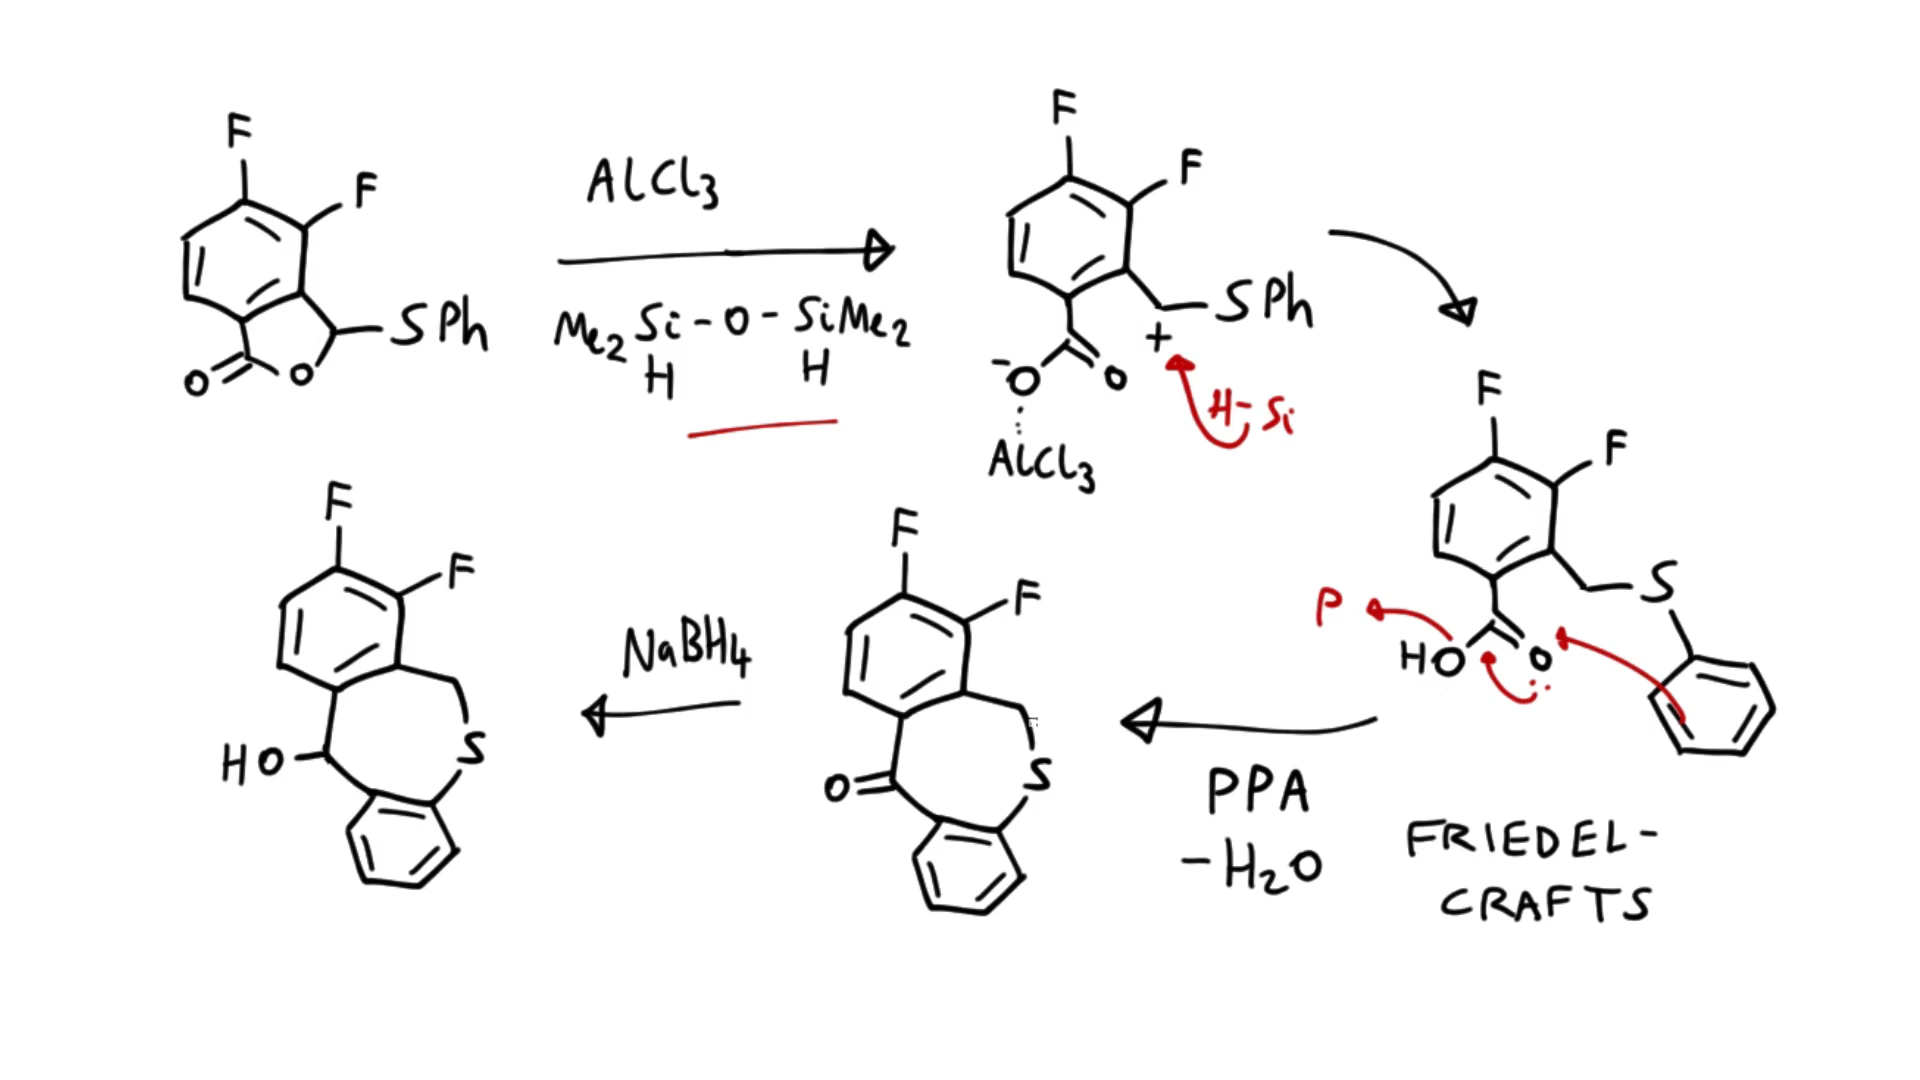 F
F
SPh
O
O
AlCl3
Me2Si-O-SiMe2
H H
F
F
SPh
+
-O
O
AlCl3
H-Si
F
F
S
HO
O
P
PPA
-H2O
FRIEDEL-
CRAFTS
F
F
O
S
NaBH4
F
F
HO
S